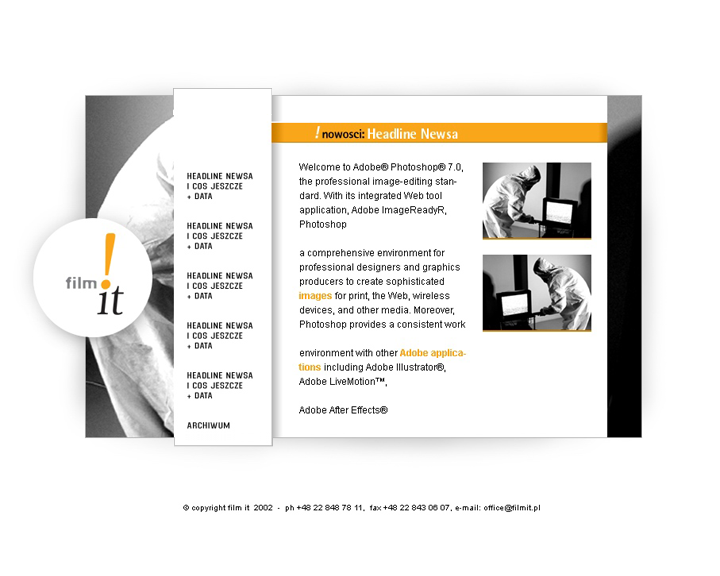 ! nowosci: Headline Newsa
HEADLINE NEWSA
I COS JESZCZE
+ DATA
HEADLINE NEWSA
I COS JESZCZE
+ DATA
HEADLINE NEWSA
I COS JESZCZE
+ DATA
HEADLINE NEWSA
I COS JESZCZE
+ DATA
HEADLINE NEWSA
I COS JESZCZE
+ DATA
ARCHIWUM
film ! it
Welcome to Adobe® Photoshop® 7.0,
the professional image-editing stan-
dard. With its integrated Web tool
application, Adobe ImageReadyR,
Photoshop
a comprehensive environment for
professional designers and graphics
producers to create sophisticated
images for print, the Web, wireless
devices, and other media. Moreover,
Photoshop provides a consistent work
environment with other Adobe applica-
tions including Adobe Illustrator®,
Adobe LiveMotion™,
Adobe After Effects®
© copyright film it 2002 - ph +48 22 848 78 11, fax +48 22 843 06 07, e-mail: office@filmit.pl